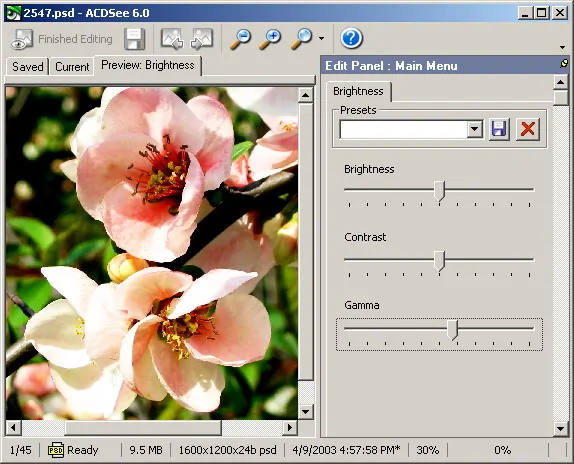 2547.psd - ACDSee 6.0
Finished Editing
Saved Current Preview: Brightness
Edit Panel : Main Menu
Brightness
Presets
Brightness
Contrast
Gamma
1/45 PSD Ready 9.5 MB 1600x1200x24b psd 4/9/2003 4:57:58 PM* 30% 0%